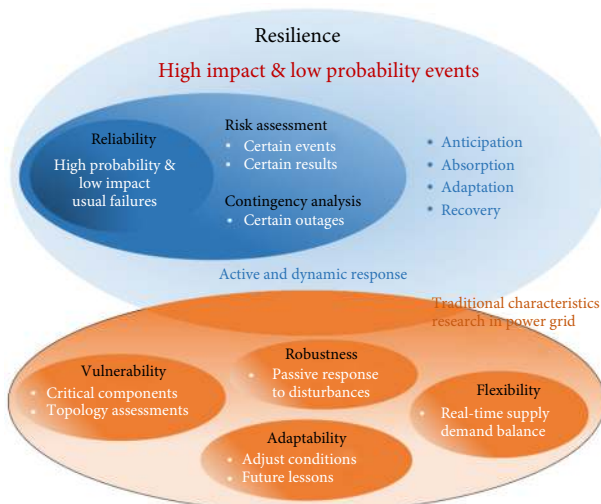 Resilience
High impact & low probability events
Reliability
High probability &
low impact
usual failures
Risk assessment
• Certain events
• Certain results
Contingency analysis
• Certain outages
• Anticipation
• Absorption
• Adaptation
• Recovery
Active and dynamic response
Traditional characteristics
research in power grid
Vulnerability
• Critical components
• Topology assessments
Robustness
• Passive response
to disturbances
Flexibility
• Real-time supply
demand balance
Adaptability
• Adjust conditions
• Future lessons